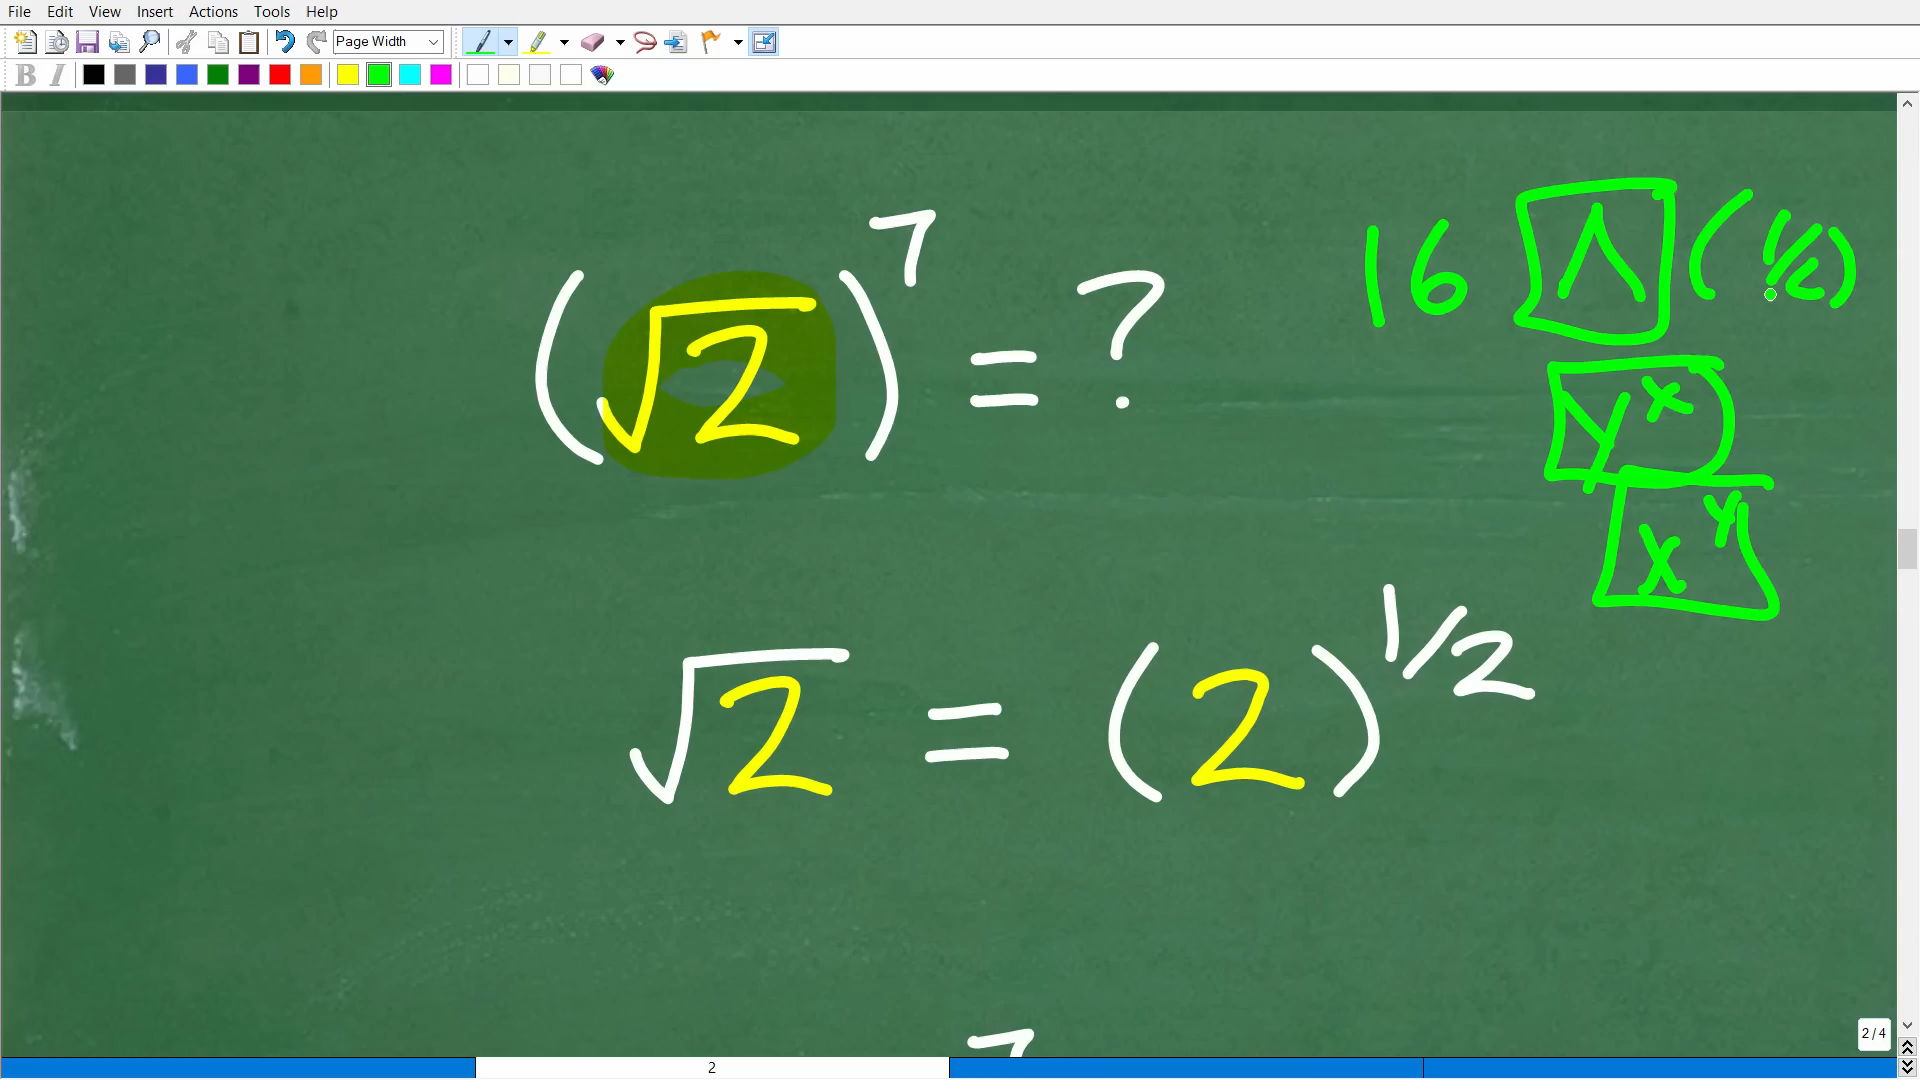 File Edit View Insert Actions Tools Help
Page Width
B I
(√2)^7 = ?
16 ^ (1/2)
y^x
x^y
√2 = (2)^1/2
7
2/4
2